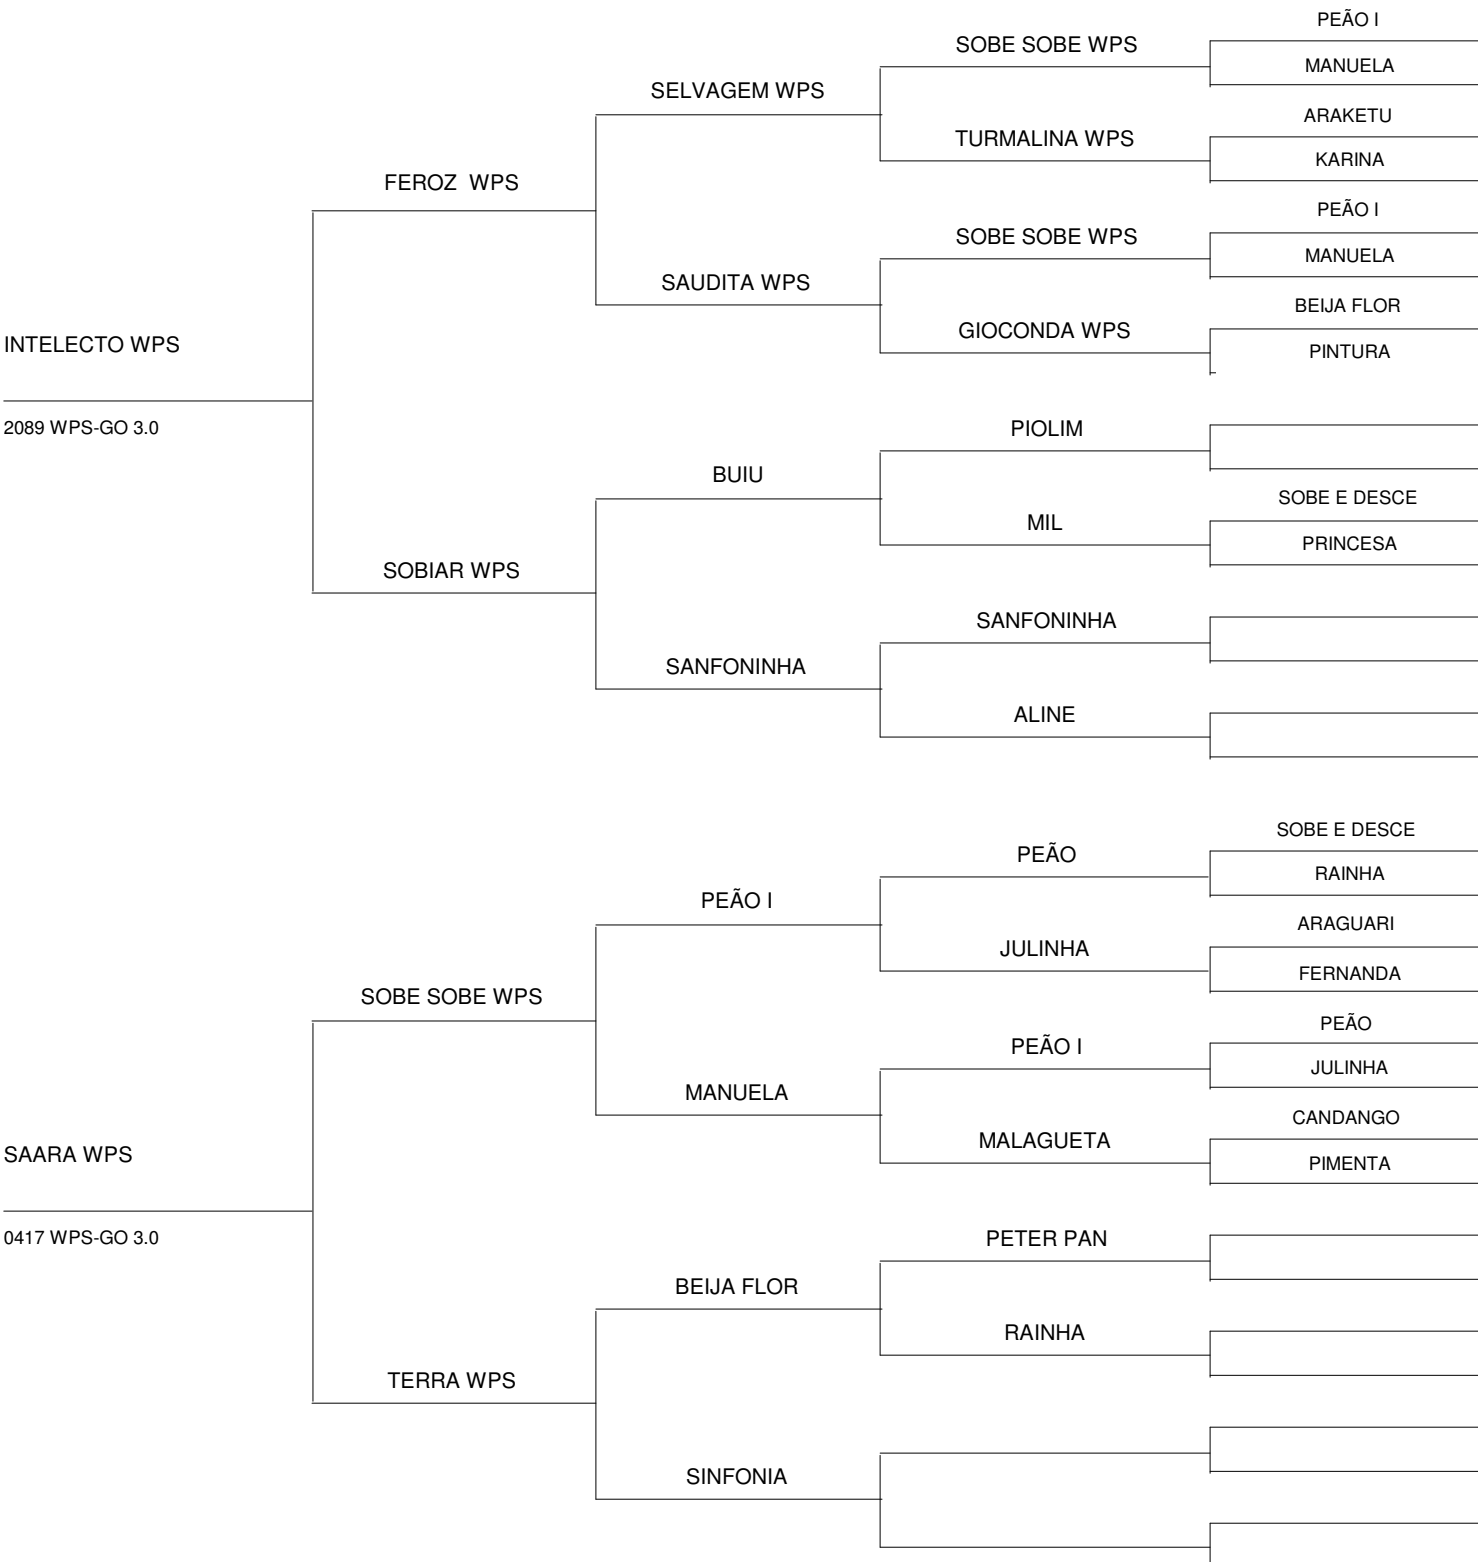 PEÃO I
SOBE SOBE WPS
MANUELA
SELVAGEM WPS
ARAKETU
TURMALINA WPS
KARINA
FEROZ  WPS
PEÃO I
SOBE SOBE WPS
MANUELA
SAUDITA WPS
BEIJA FLOR
GIOCONDA WPS
PINTURA
INTELECTO WPS
2089 WPS-GO 3.0
PIOLIM
BUIU
SOBE E DESCE
MIL
PRINCESA
SOBIAR WPS
SANFONINHA
SANFONINHA
ALINE
SOBE E DESCE
PEÃO
RAINHA
PEÃO I
ARAGUARI
JULINHA
FERNANDA
SOBE SOBE WPS
PEÃO
PEÃO I
JULINHA
MANUELA
CANDANGO
MALAGUETA
PIMENTA
SAARA WPS
0417 WPS-GO 3.0
PETER PAN
BEIJA FLOR
RAINHA
TERRA WPS
SINFONIA